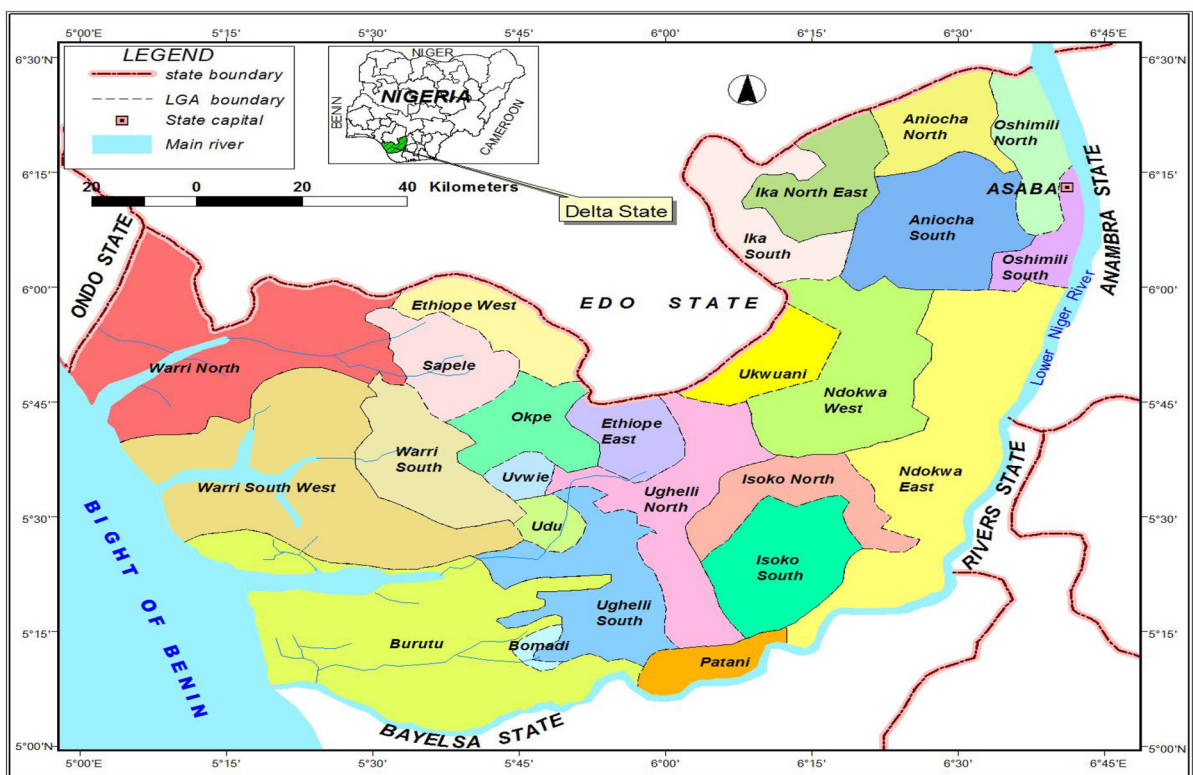 5°00'E 5°15' 5°30' 5°45' 6°00' 6°15' 6°30' 6°45'E
6°30'N
6°30'N
LEGEND
state boundary
LGA boundary
State capital
Main river
NIGER
BENIN
NIGERIA
CAMEROON
20 0 20 40 Kilometers
Delta State
6°15'
6°15'
6°00'
6°00'
5°45'
5°45'
5°30'
5°30'
5°15'
5°15'
5°00'N
5°00'N
Aniocha
North
Oshimili
North
Ika North East
ASABA
Aniocha
South
Ika
South
Oshimili
South
ANAMBRA STATE
Lower Niger River
ONDO STATE
EDO STATE
Ethiope West
Warri North
Sapele
Ukwuani
Ndokwa
West
Okpe
Ethiope
East
Warri
South
Uvwie
Warri South West
Ughelli
North
Isoko North
Ndokwa
East
Udu
Isoko
South
RIVERS STATE
BIGHT OF BENIN
Ughelli
South
Burutu
Bomadi
Patani
BAYELSA STATE
5°00'E 5°15' 5°30' 5°45' 6°00' 6°15' 6°30' 6°45'E